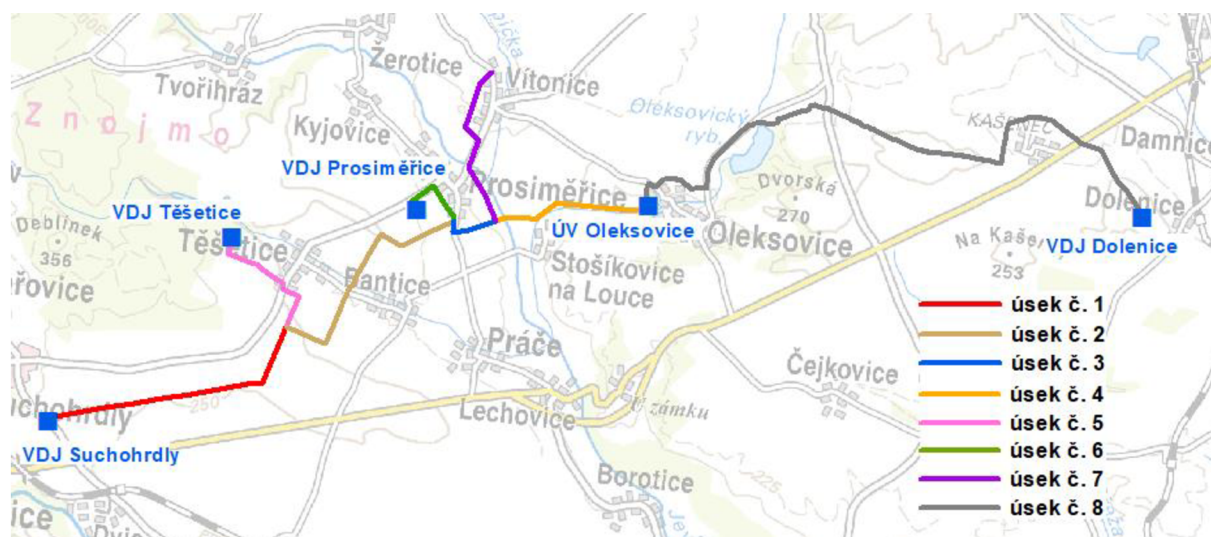 Žerotice
Vítonice
Tvořihráz
Znojmo
Kyjovice
Oleksovický
ryb.
KAŠENEC
Damnice
VDJ Prosiměřice
Prosiměřice
Dvorská
270
Dolenice
VDJ Těšetice
Deblínek
356
Těšetice
ÚV Oleksovice
Oleksovice
VDJ Dolenice
Na Kaše
253
Bantice
Stošíkovice
na Louce
úsek č. 1
úsek č. 2
úsek č. 3
úsek č. 4
úsek č. 5
úsek č. 6
úsek č. 7
úsek č. 8
Práče
Čejkovice
250
Lechovice
U zámku
VDJ Suchohrdly
Borotice
225